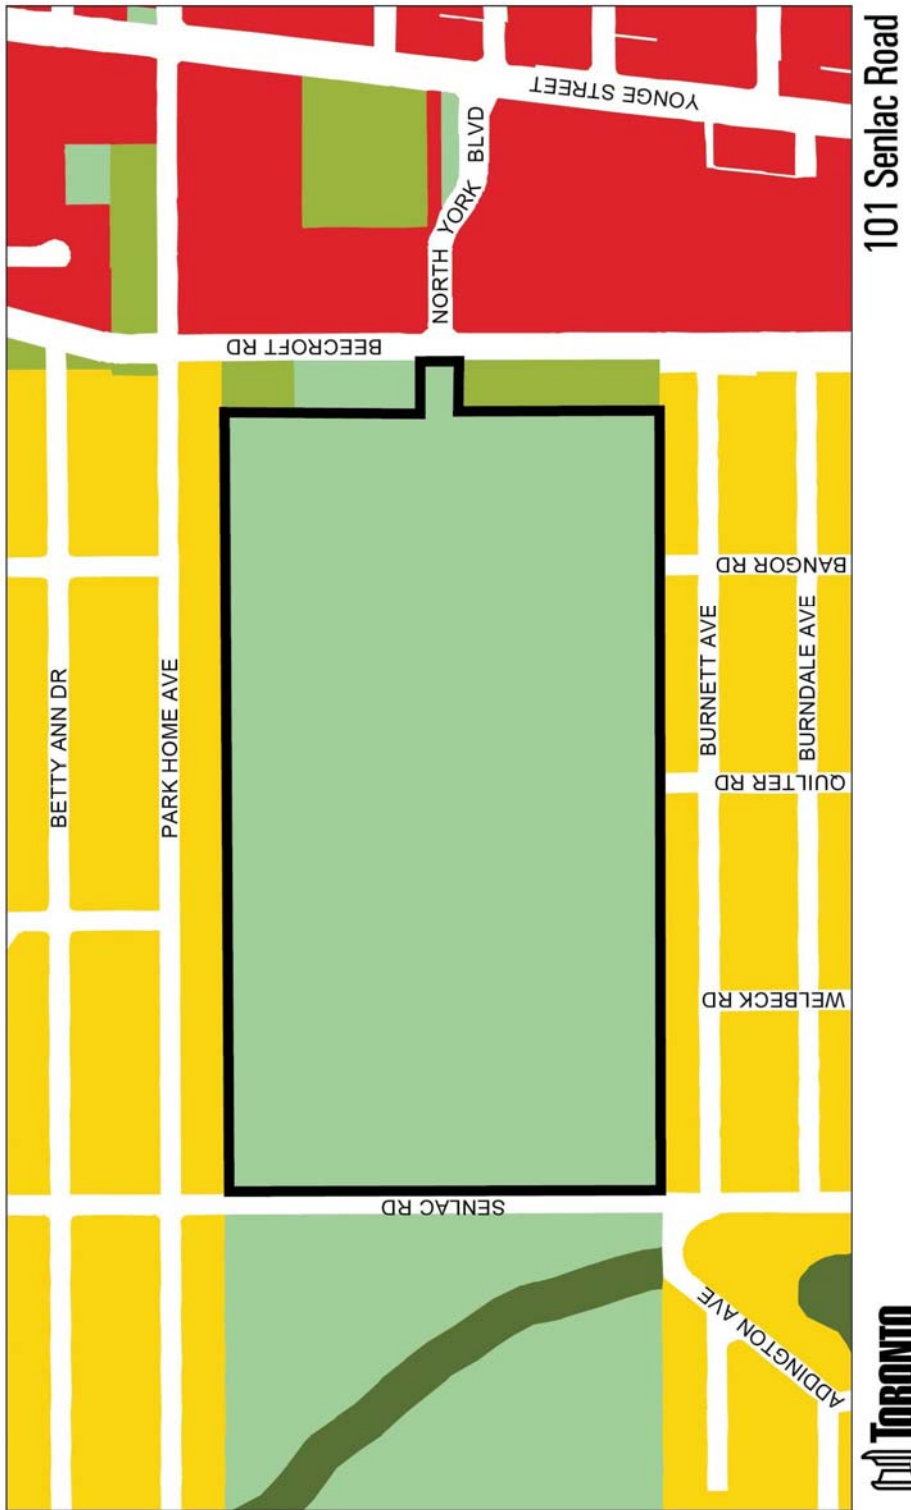 YONGE STREET
NORTH YORK BLVD
BEECROFT RD
BANGOR RD
BURNETT AVE
BURNDALE AVE
BETTY ANN DR
PARK HOME AVE
QUILTER RD
WELBECK RD
SENLAC RD
ADDINGTON AVE
TORONTO
101 Senlac Road